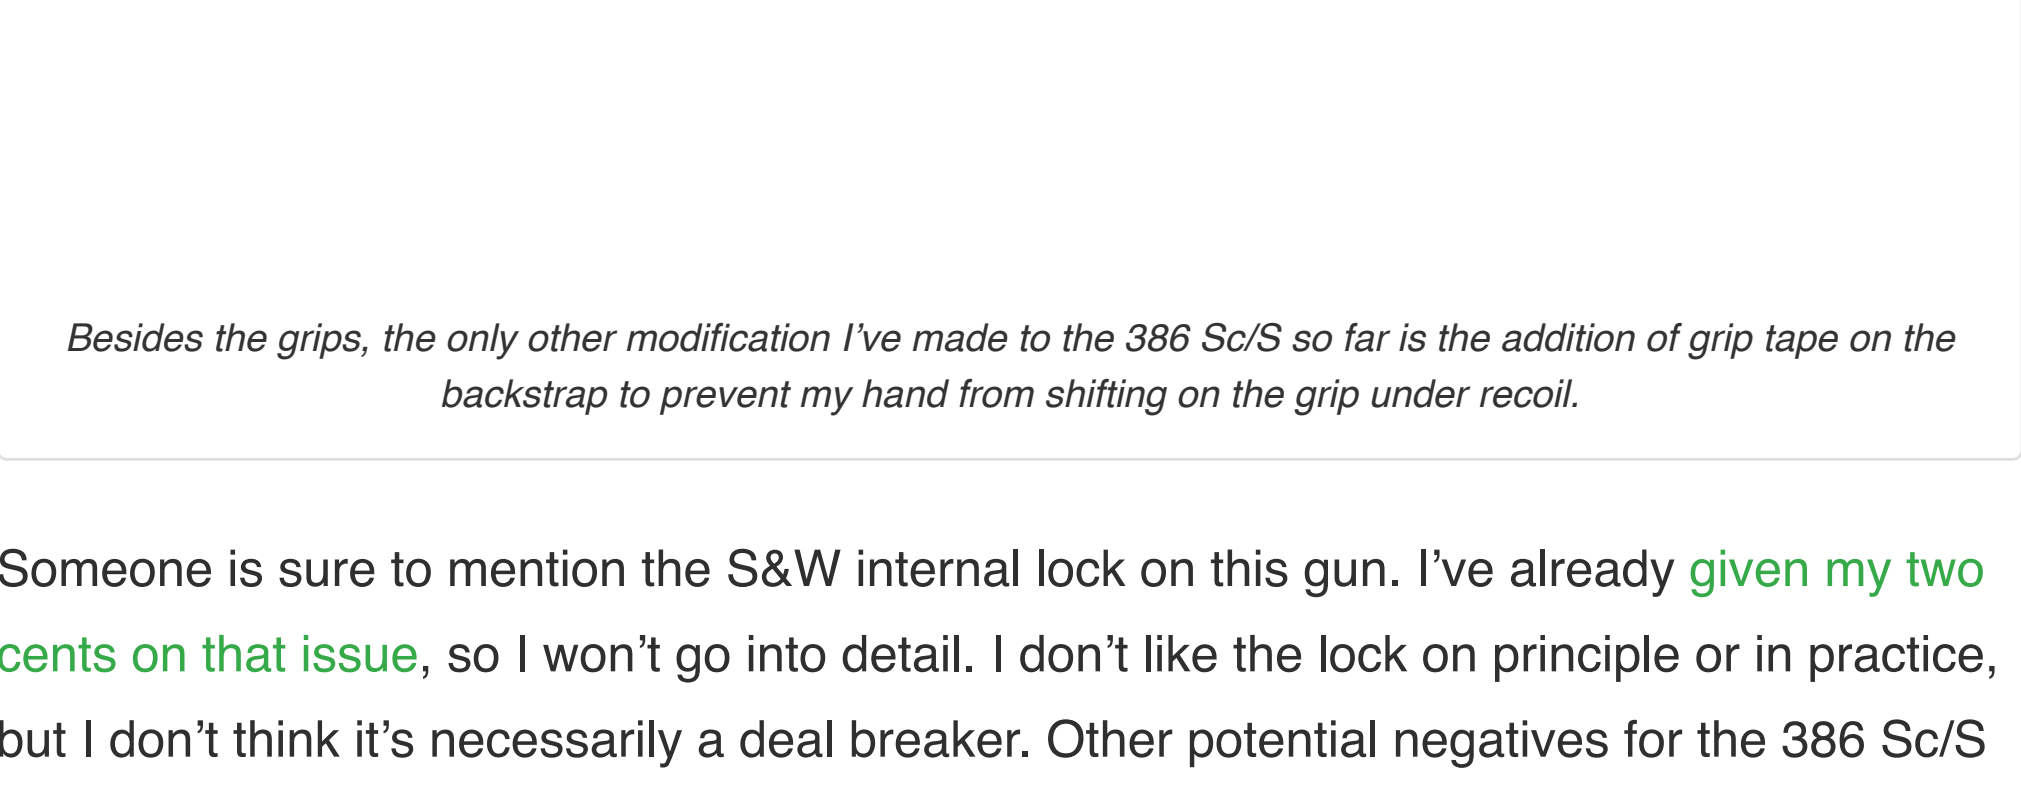 Besides the grips, the only other modification I’ve made to the 386 Sc/S so far is the addition of grip tape on the
backstrap to prevent my hand from shifting on the grip under recoil.
Someone is sure to mention the S&W internal lock on this gun. I’ve already given my two
cents on that issue, so I won’t go into detail. I don’t like the lock on principle or in practice,
but I don’t think it’s necessarily a deal breaker. Other potential negatives for the 386 Sc/S